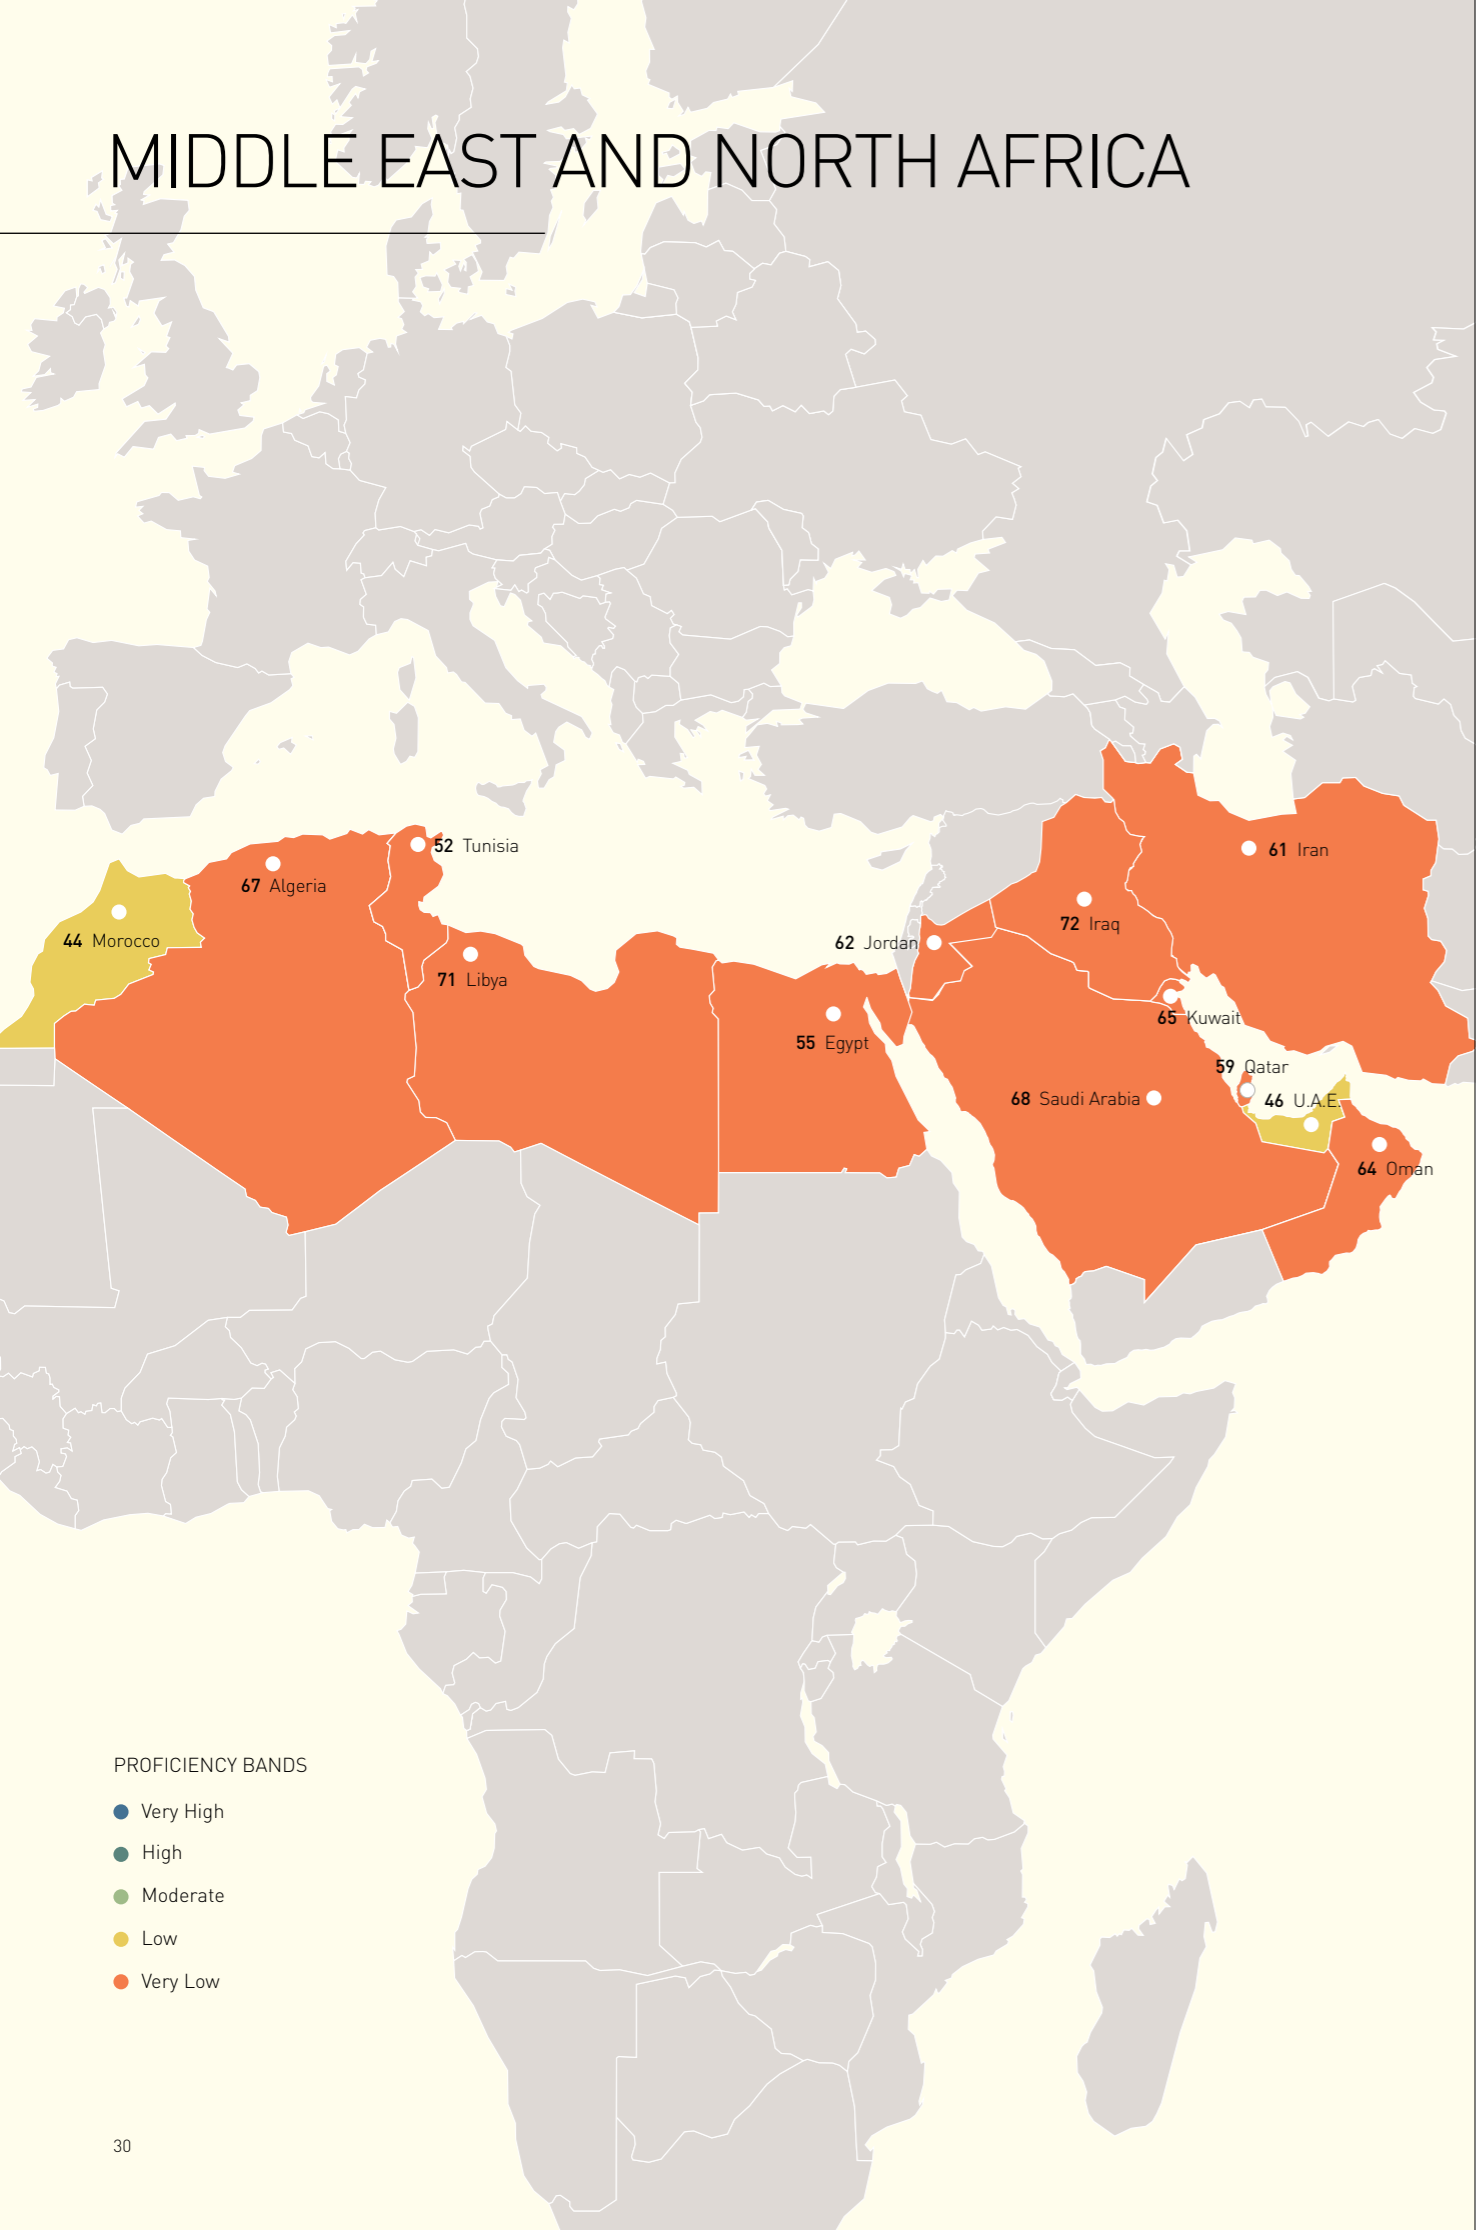 MIDDLE EAST AND NORTH AFRICA
52 Tunisia
61 Iran
67 Algeria
72 Iraq
44 Morocco
62 Jordan
71 Libya
65 Kuwait
55 Egypt
59 Qatar
68 Saudi Arabia
46 U.A.E.
64 Oman
PROFICIENCY BANDS
Very High
High
Moderate
Low
Very Low
30